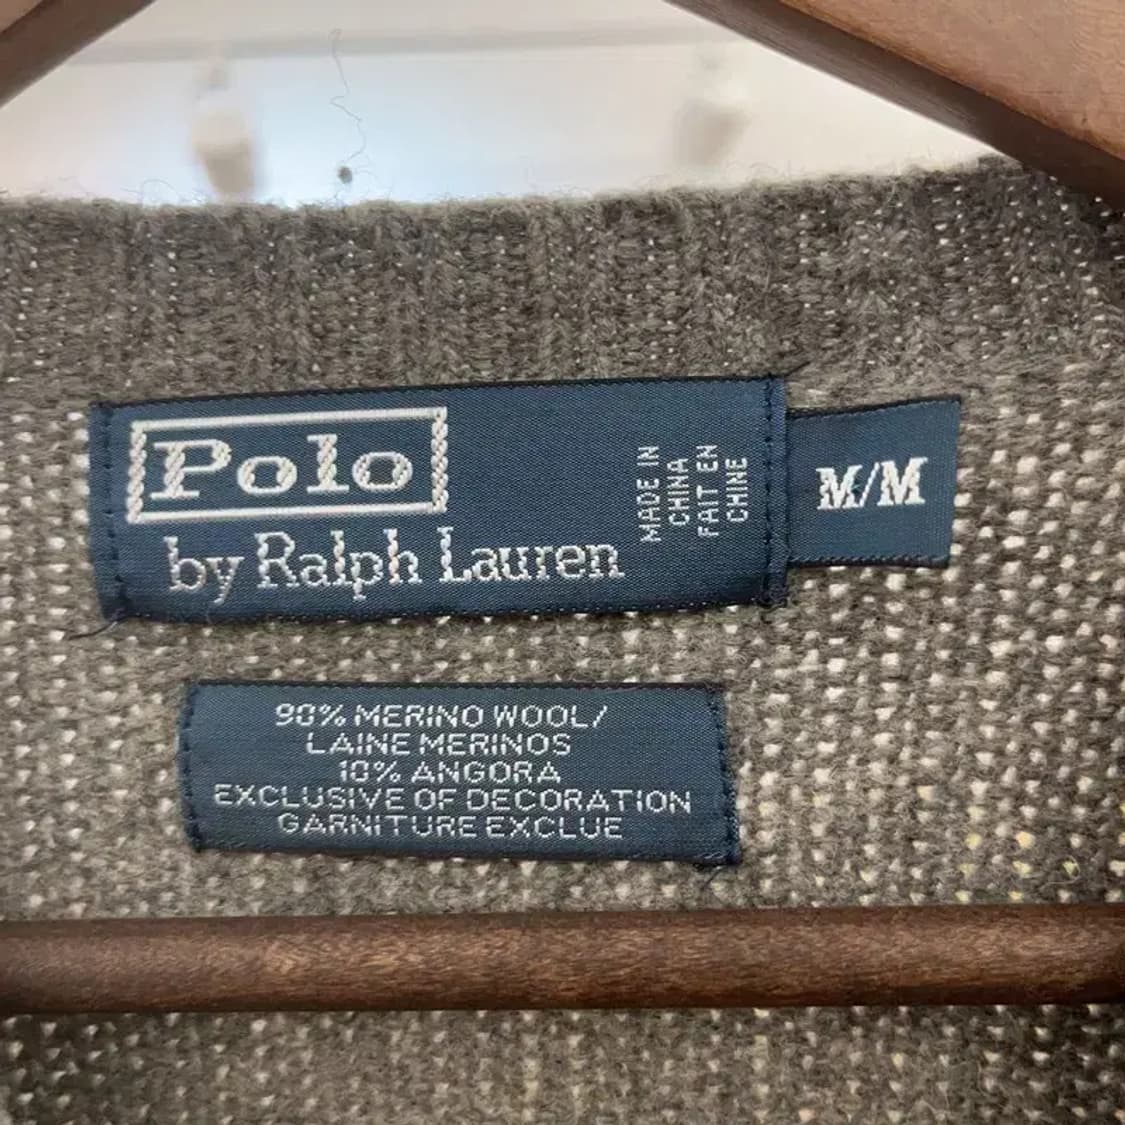 Polo
by Ralph Lauren
MADE IN
CHINA
FAIT EN
CHINE
M/M
90% MERINO WOOL/
LAINE MERINOS
10% ANGORA
EXCLUSIVE OF DECORATION
GARNITURE EXCLUE